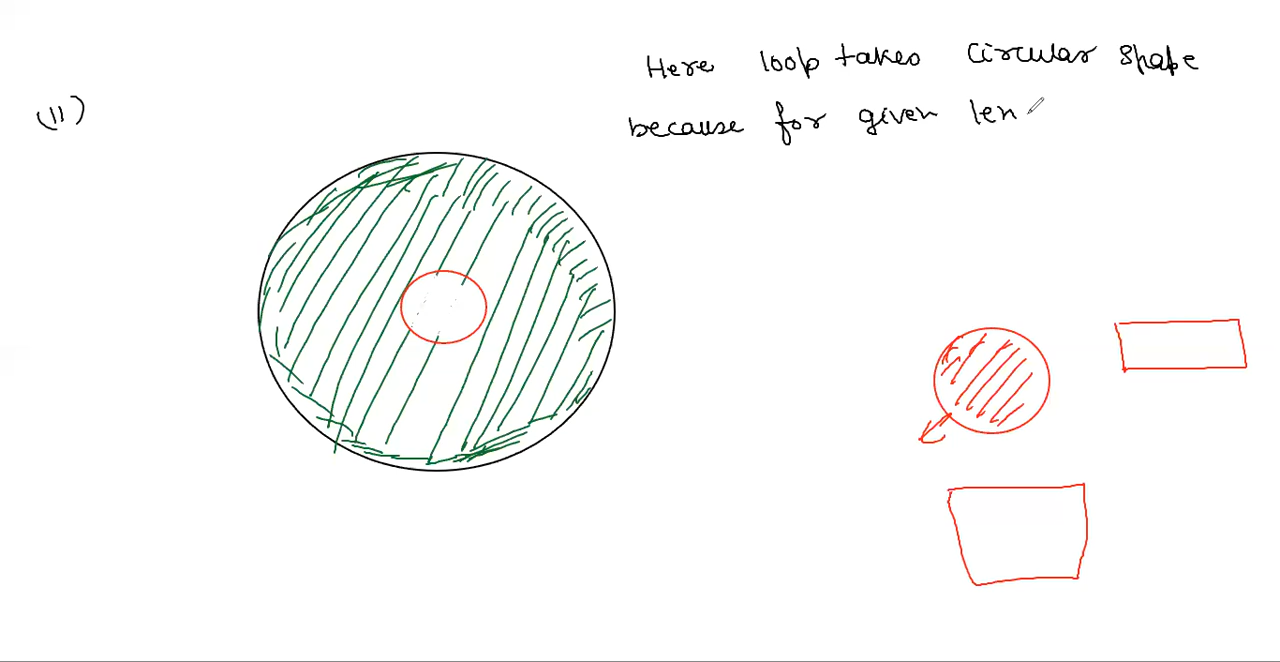 Here loop takes circular shape
(11)
because for given len